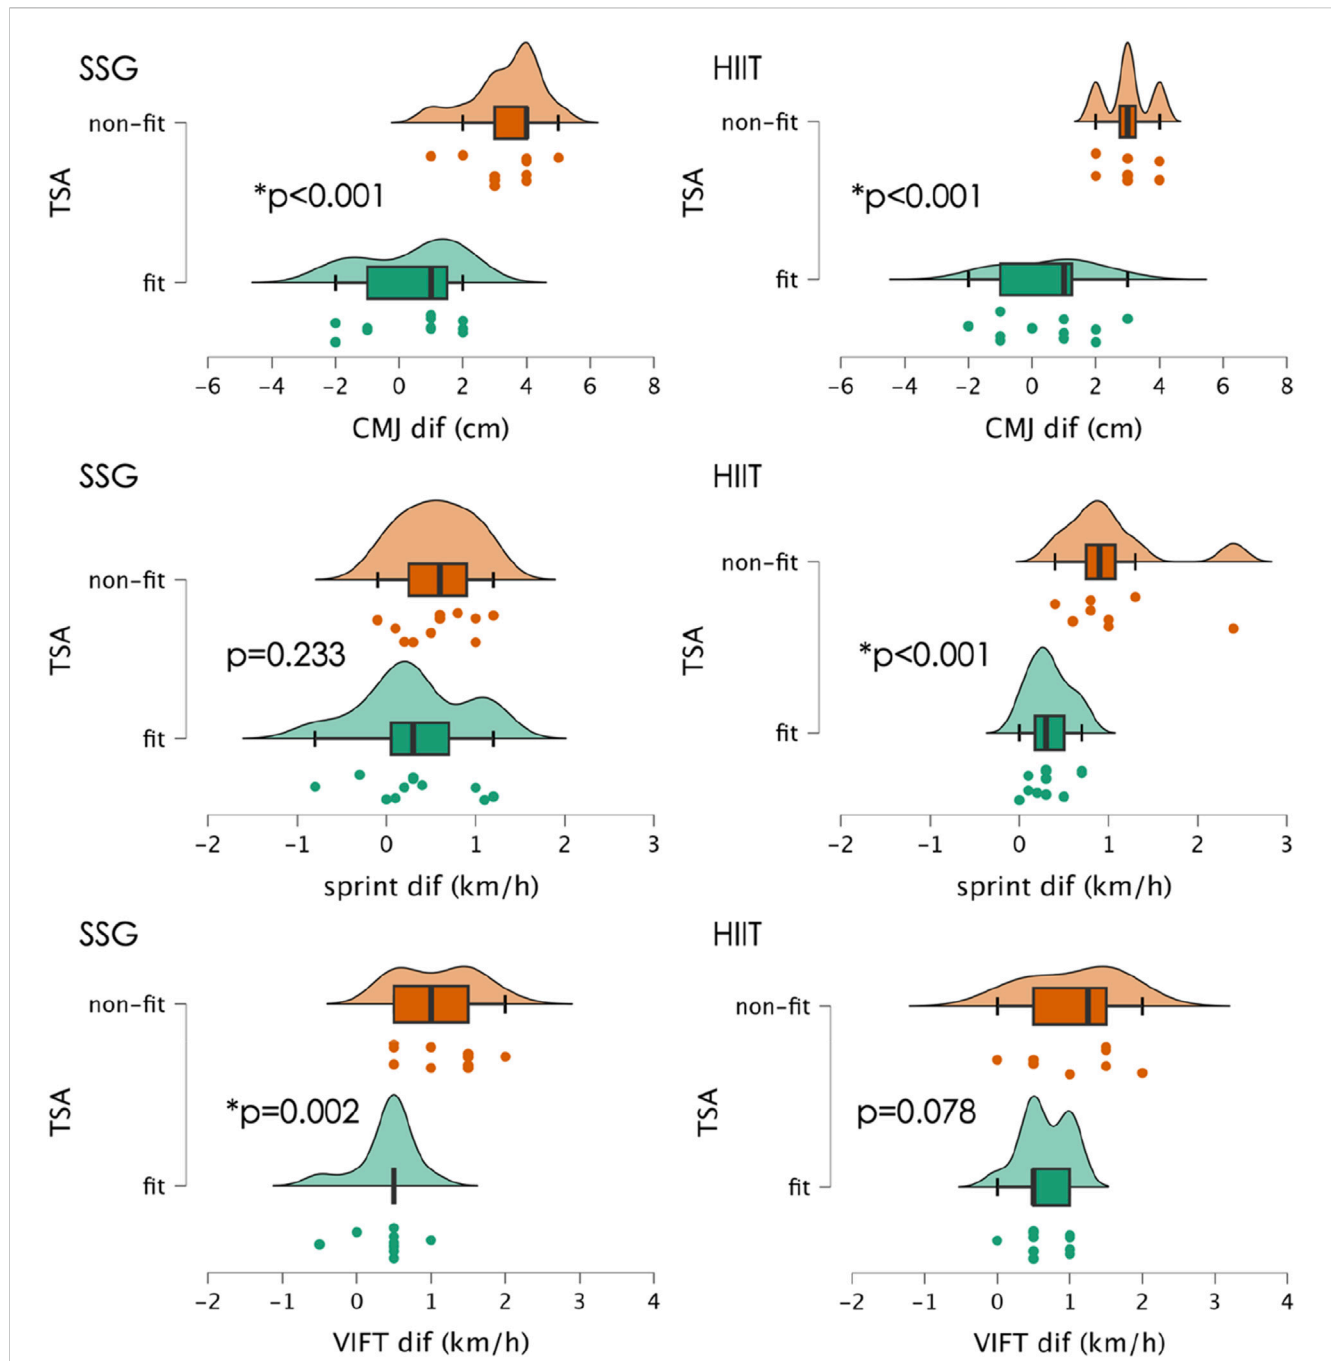 SSG
HIIT
non-fit
non-fit
TSA
*p<0.001
TSA
*p<0.001
fit
fit
-6 -4 -2 0 2 4 6 8
-6 -4 -2 0 2 4 6 8
CMJ dif (cm)
CMJ dif (cm)
SSG
HIIT
non-fit
non-fit
TSA
p=0.233
TSA
*p<0.001
fit
fit
-2 -1 0 1 2 3
-2 -1 0 1 2 3
sprint dif (km/h)
sprint dif (km/h)
SSG
HIIT
non-fit
non-fit
TSA
*p=0.002
TSA
p=0.078
fit
fit
-2 -1 0 1 2 3 4
-2 -1 0 1 2 3 4
VIFT dif (km/h)
VIFT dif (km/h)